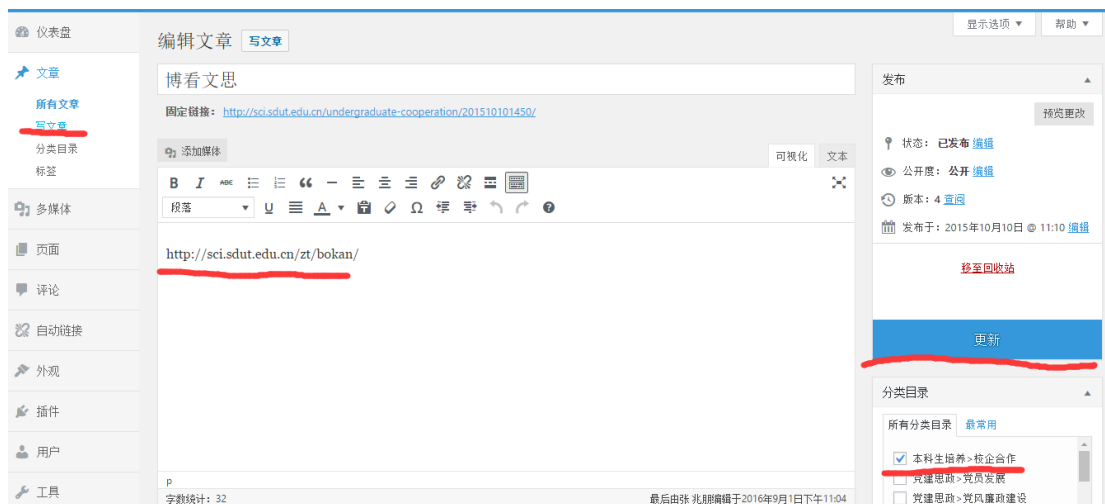 显示选项 ▼ 帮助 ▼
仪表盘
文章
所有文章
写文章
分类目录
标签
多媒体
页面
评论
自动链接
外观
插件
用户
工具
编辑文章 写文章
博看文思
固定链接: http://sci.sdut.edu.cn/undergraduate-cooperation/201510101450/
添加媒体
可视化 文本
B I ABC
段落 U A Ω
http://sci.sdut.edu.cn/zt/bokan/
p
字数统计: 32 最后由张 兆朋编辑于2016年9月1日下午11:04
发布
预览更改
状态: 已发布 编辑
公开度: 公开 编辑
版本: 4 查阅
发布于: 2015年10月10日 @ 11:10 编辑
移至回收站
更新
分类目录
所有分类目录 最常用
本科生培养>校企合作
党建思政>党员发展
党建思政>党风廉政建设